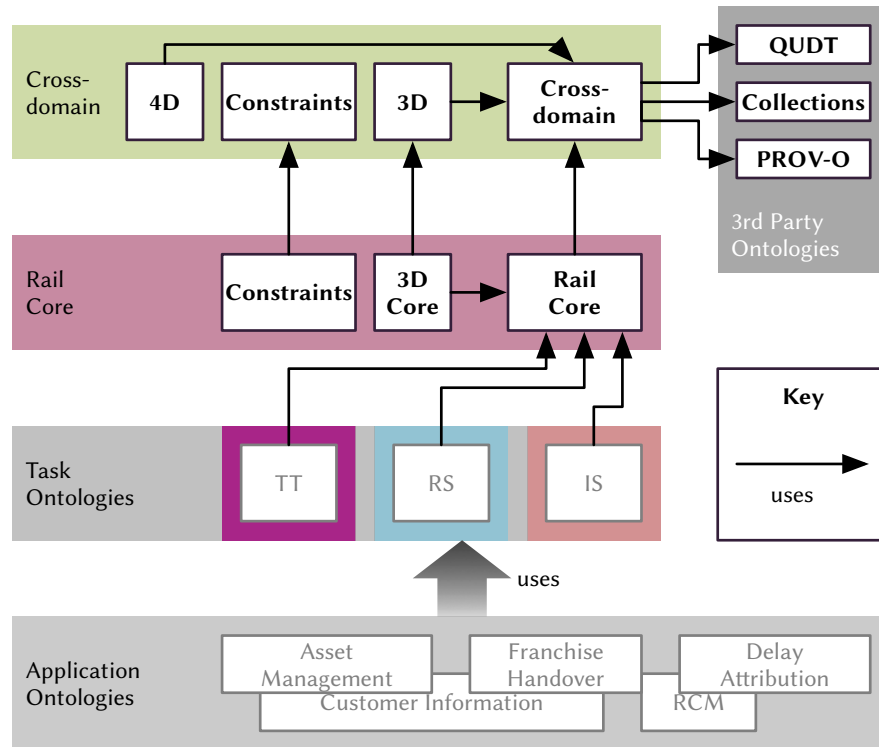 Cross-
domain
4D
Constraints
3D
Cross-
domain
QUDT
Collections
PROV-O
3rd Party
Ontologies
Rail
Core
Constraints
3D
Core
Rail
Core
Key
uses
Task
Ontologies
TT
RS
IS
uses
Application
Ontologies
Asset
Management
Franchise
Handover
Delay
Attribution
Customer Information
RCM